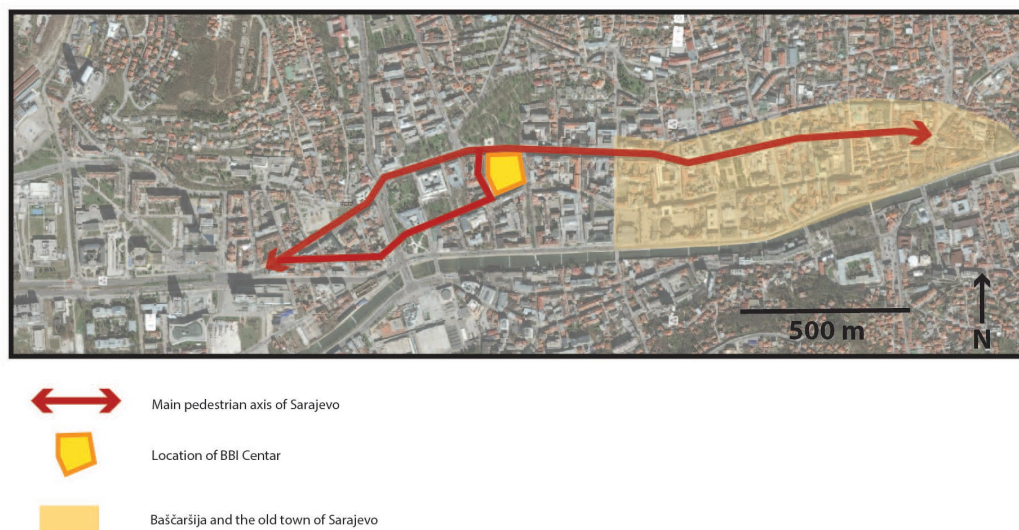 500 m
N
Main pedestrian axis of Sarajevo
Location of BBI Centar
Baščaršija and the old town of Sarajevo